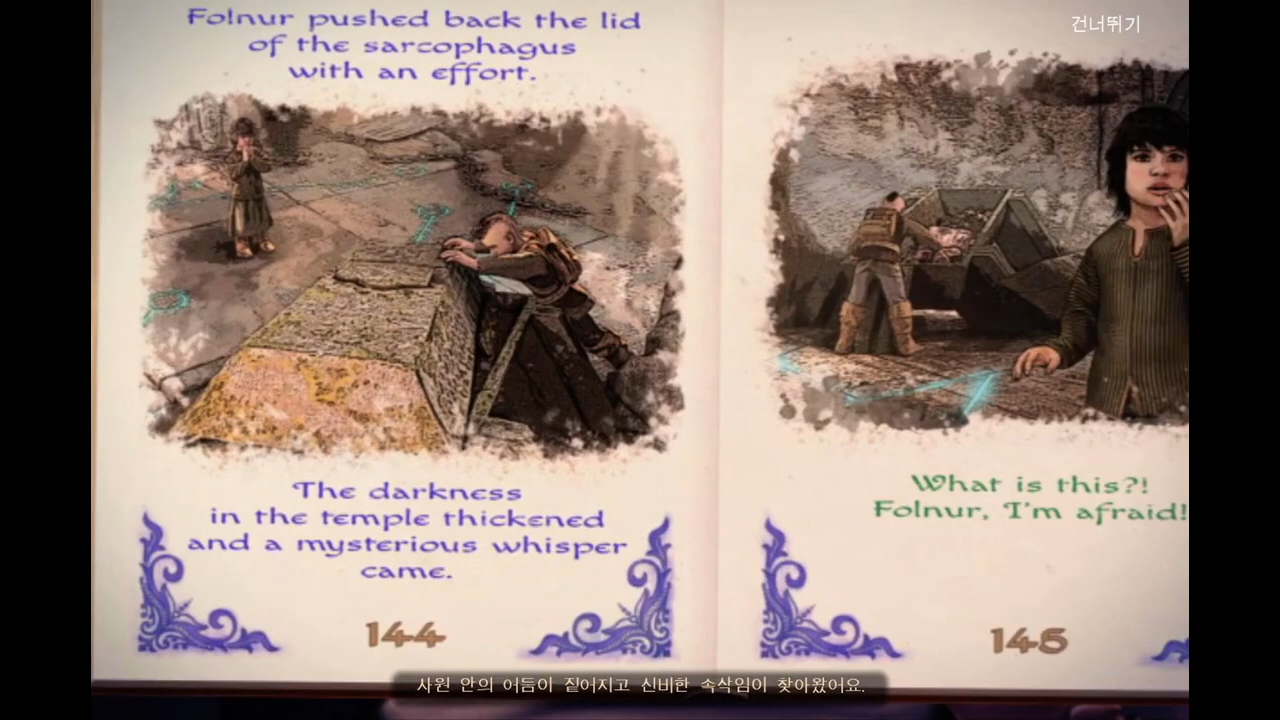 건너뛰기
Folnur pushed back the lid
of the sarcophagus
with an effort.
The darkness
in the temple thickened
and a mysterious whisper
came.
144
What is this?!
Folnur, I'm afraid!
145
사원 안의 어둠이 짙어지고 신비한 속삭임이 찾아왔어요.